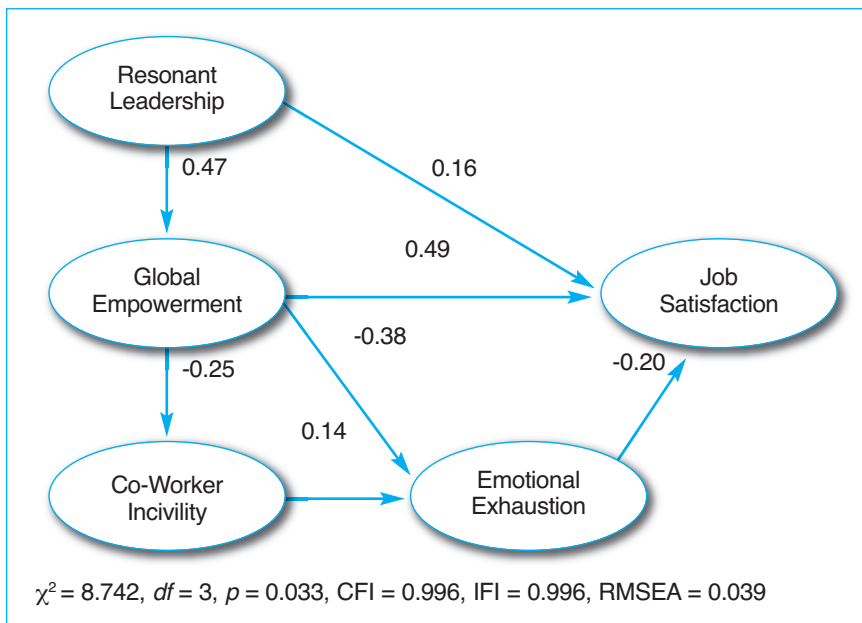 Resonant
Leadership
0.47
0.16
0.49
Global
Empowerment
Job
Satisfaction
-0.38
-0.25
-0.20
0.14
Co-Worker
Incivility
Emotional
Exhaustion
χ² = 8.742, df = 3, p = 0.033, CFI = 0.996, IFI = 0.996, RMSEA = 0.039